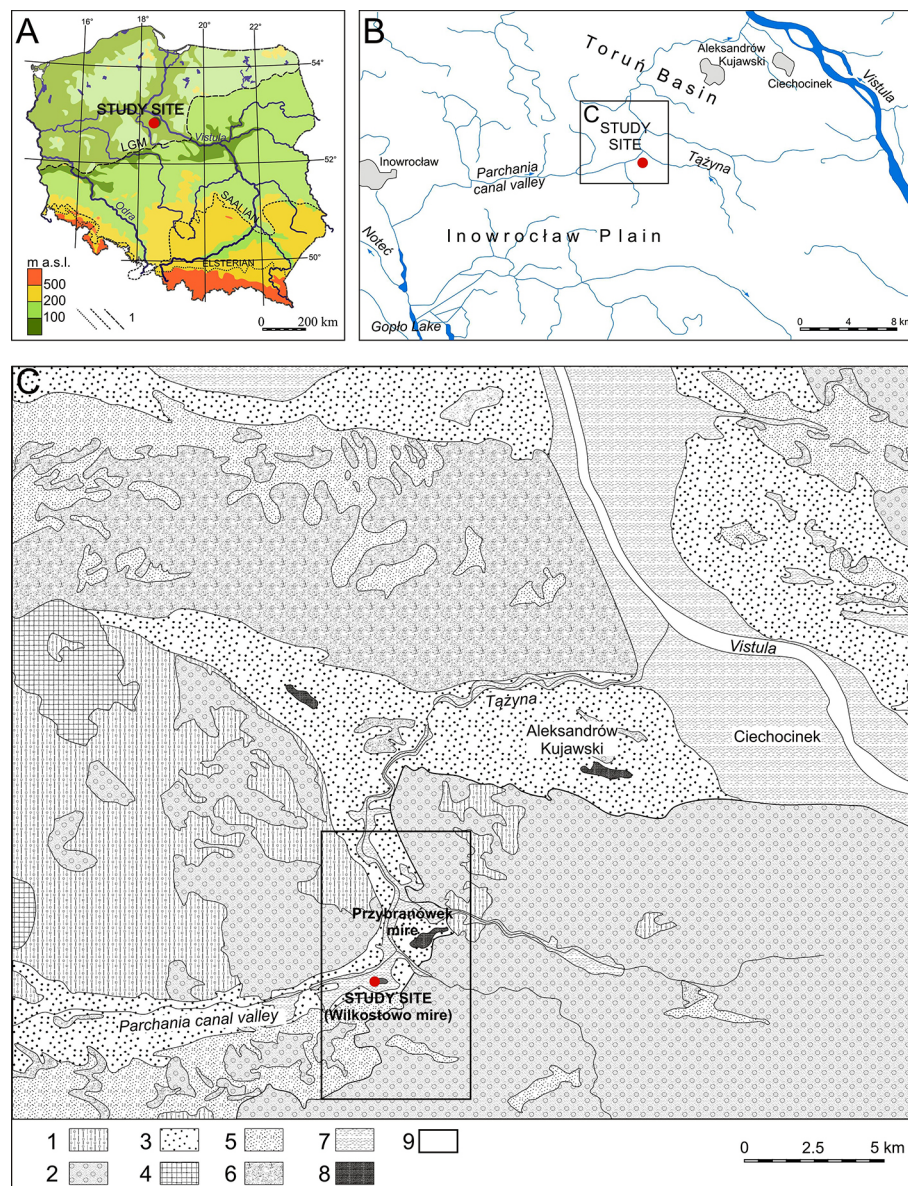 A
16°
18°
20°
22°
54°
STUDY SITE
Vistula
LGM
52°
Odra
SAALIAN
ELSTERIAN
50°
m a.s.l.
500
200
100
1
0 200 km
B
Toruń Basin
Aleksandrów
Kujawski
Ciechocinek
Vistula
C
STUDY
SITE
Inowrocław
Parchania
canal valley
Tążyna
Noteć
Inowrocław Plain
Gopło Lake
0 4 8 km
C
Vistula
Tążyna
Aleksandrów
Kujawski
Ciechocinek
Przybranówek
mire
STUDY SITE
(Wilkostowo mire)
Parchania canal valley
1 3 5 7 9
2 4 6 8
0 2.5 5 km